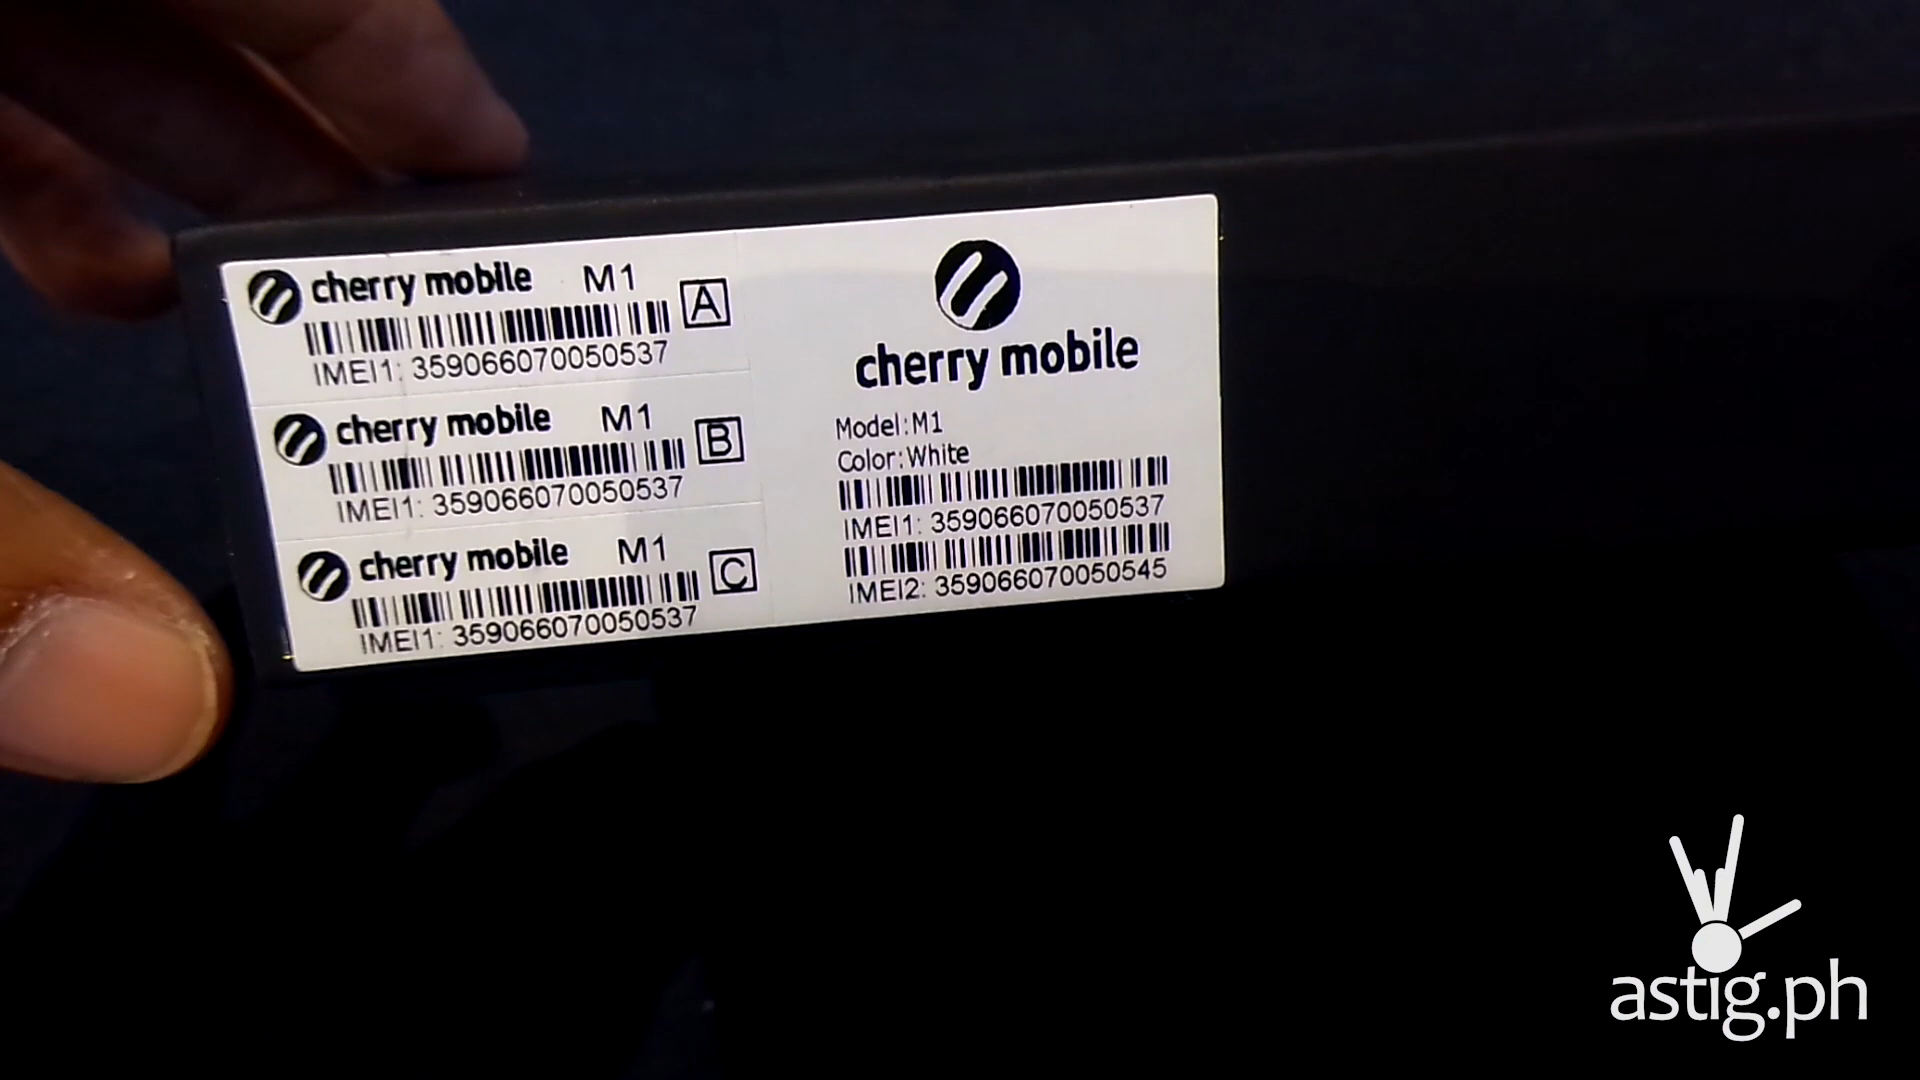 cherry mobile M1 A
IMEI1: 359066070050537
cherry mobile M1 B
IMEI1: 359066070050537
cherry mobile M1 C
IMEI1: 359066070050537
cherry mobile
Model:M1
Color:White
IMEI1: 359066070050537
IMEI2: 359066070050545
astig.ph